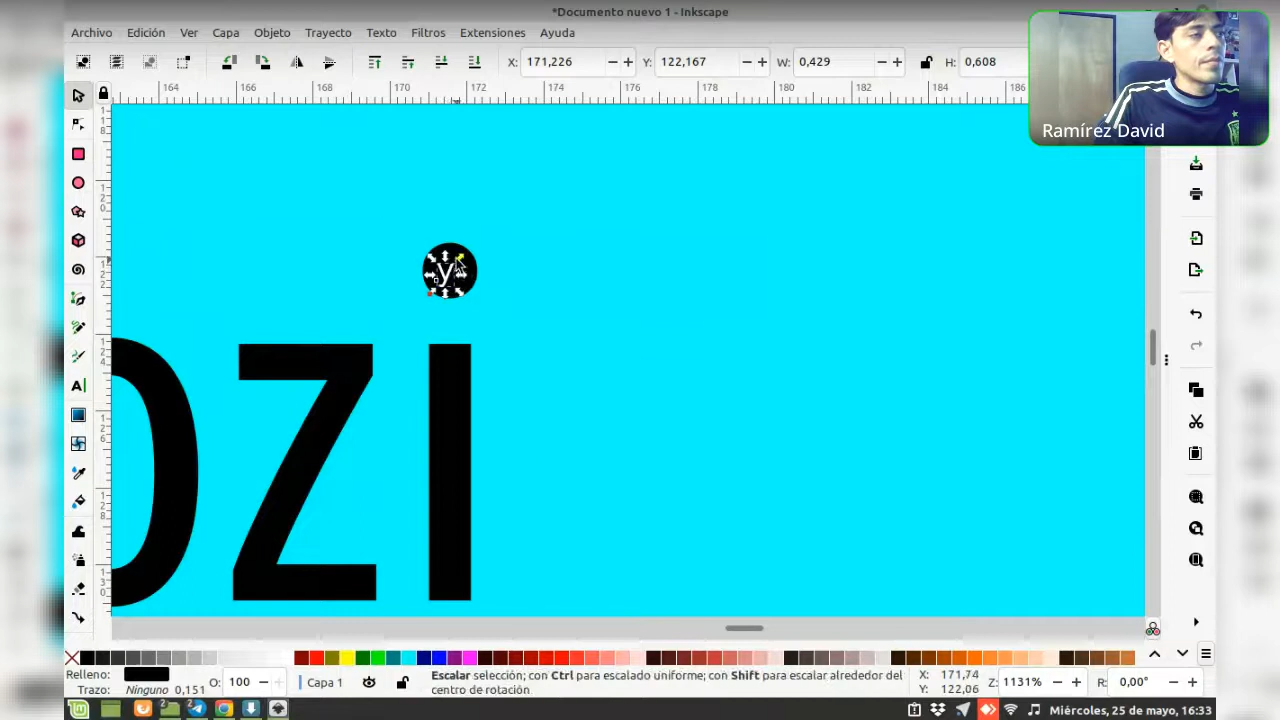 *Documento nuevo 1 - Inkscape
Archivo Edición Ver Capa Objeto Trayecto Texto Filtros Extensiones Ayuda
X: 171,226 Y: 122,167 W: 0,429 H: 0,608
Ramírez David
164 166 168 170 172 174 176 178 180 182 184 186
y
OZI
Relleno:
Trazo: Ninguno 0,151
O: 100
Capa 1
Escalar selección; con Ctrl para escalado uniforme; con Shift para escalar alrededor del
centro de rotación.
X: 171,74
Y: 122,06
Z: 1131%
R: 0,00°
2 2
Miércoles, 25 de mayo, 16:33